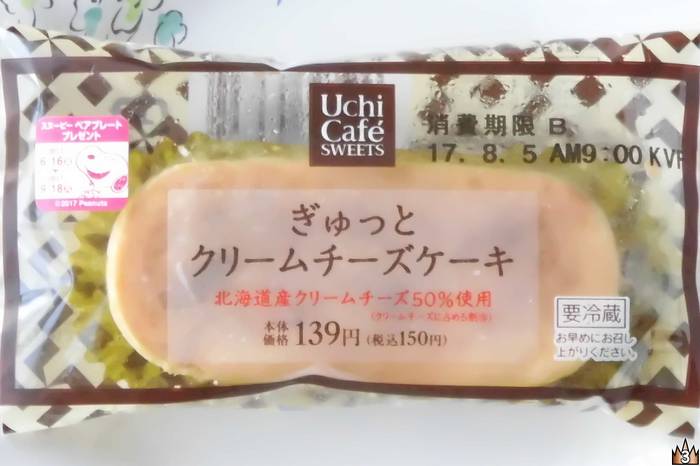 Uchi
Café
SWEETS
消費期限 B
17. 8. 5 AM9:00 KVF
スヌーピー ペアプレート
プレゼント
2017
6・16(金)
2017
9・18(月)
©2017 Peanuts
ぎゅっと
クリームチーズケーキ
北海道産クリームチーズ50%使用
(クリームチーズに占める割合)
本体
価格 139円 (税込150円)
要冷蔵
お早めにお召し
上がりください。
3